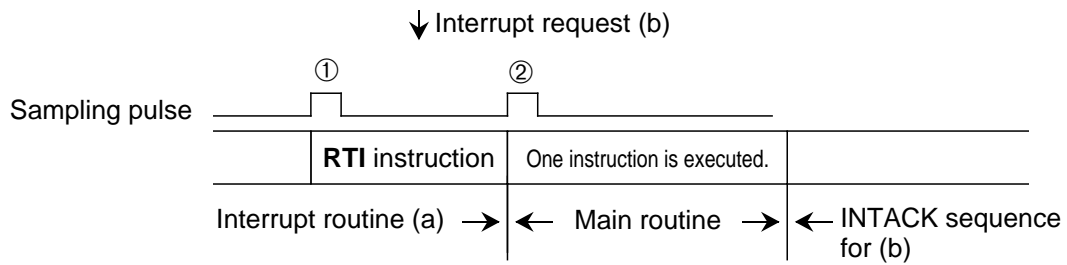 Interrupt request (b)
① ②
Sampling pulse
RTI instruction One instruction is executed.
Interrupt routine (a) Main routine INTACK sequence
for (b)